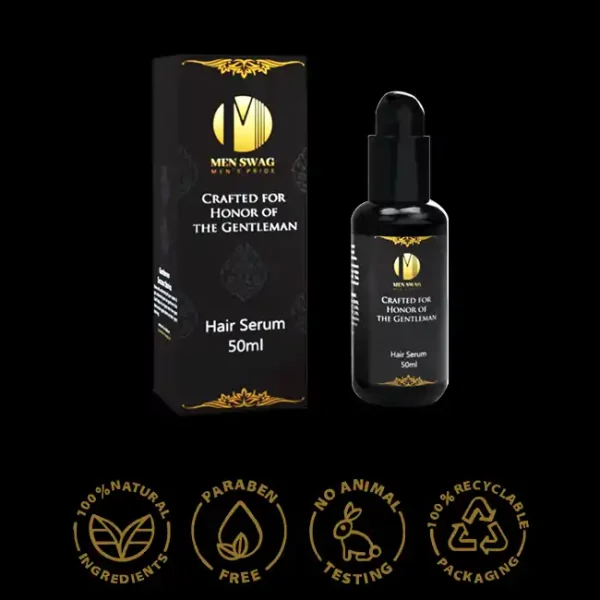 MEN SWAG
MEN'S PRIDE
CRAFTED FOR
HONOR OF
THE GENTLEMAN
Hair Serum
50ml
MEN SWAG
CRAFTED FOR
HONOR OF
THE GENTLEMAN
Hair Serum
50ml
100% NATURAL
INGREDIENTS
PARABEN
FREE
NO ANIMAL
TESTING
100% RECYCLABLE
PACKAGING